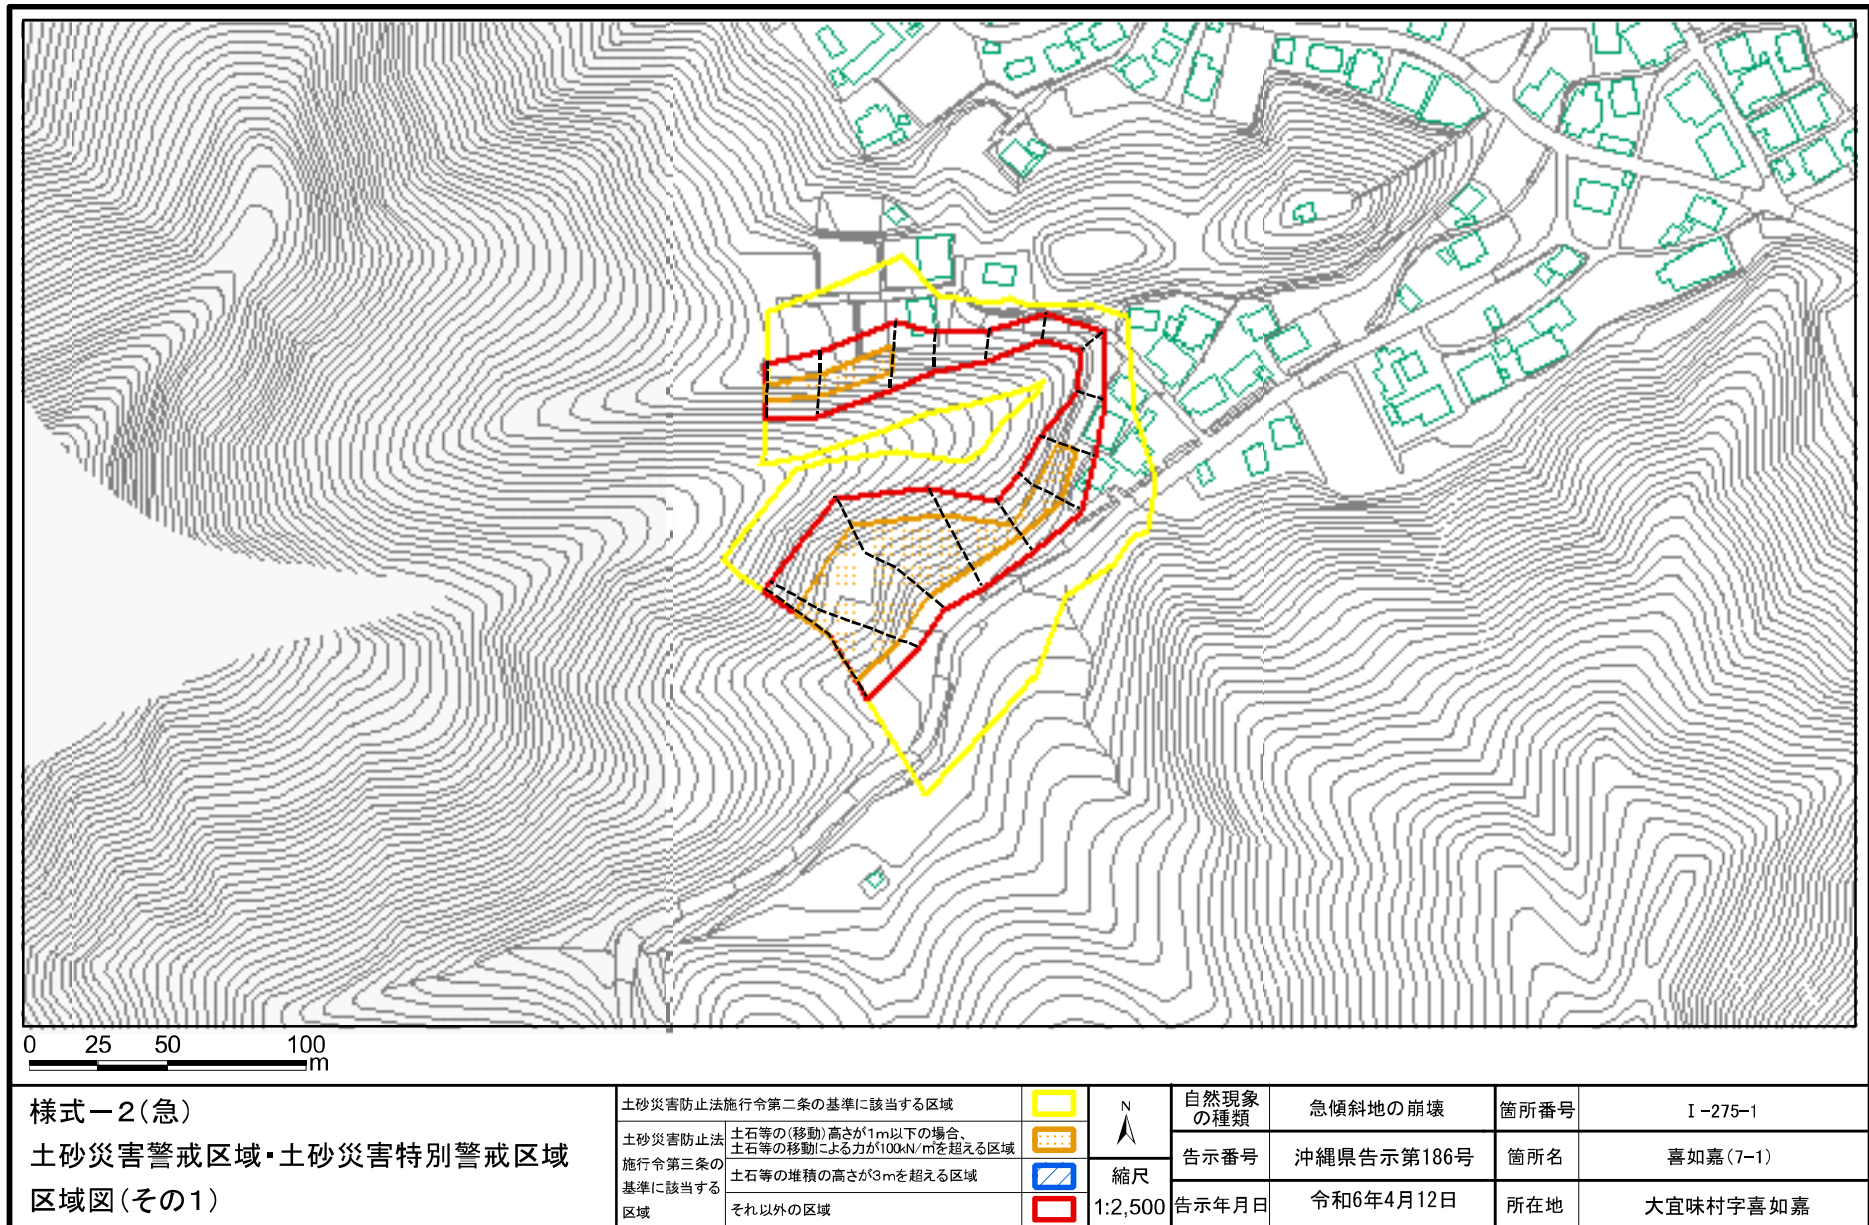 0 25 50 100
m
様式－2(急)
土砂災害警戒区域・土砂災害特別警戒区域
区域図(その1)
土砂災害防止法施行令第二条の基準に該当する区域
土砂災害防止法
施行令第三条の
基準に該当する
区域
土石等の(移動)高さが1m以下の場合、
土石等の移動による力が100kN/㎡を超える区域
土石等の堆積の高さが3mを超える区域
それ以外の区域
N
縮尺
1:2,500
自然現象
の種類
急傾斜地の崩壊
箇所番号
Ⅰ-275-1
告示番号
沖縄県告示第186号
箇所名
喜如嘉(7-1)
告示年月日
令和6年4月12日
所在地
大宜味村字喜如嘉